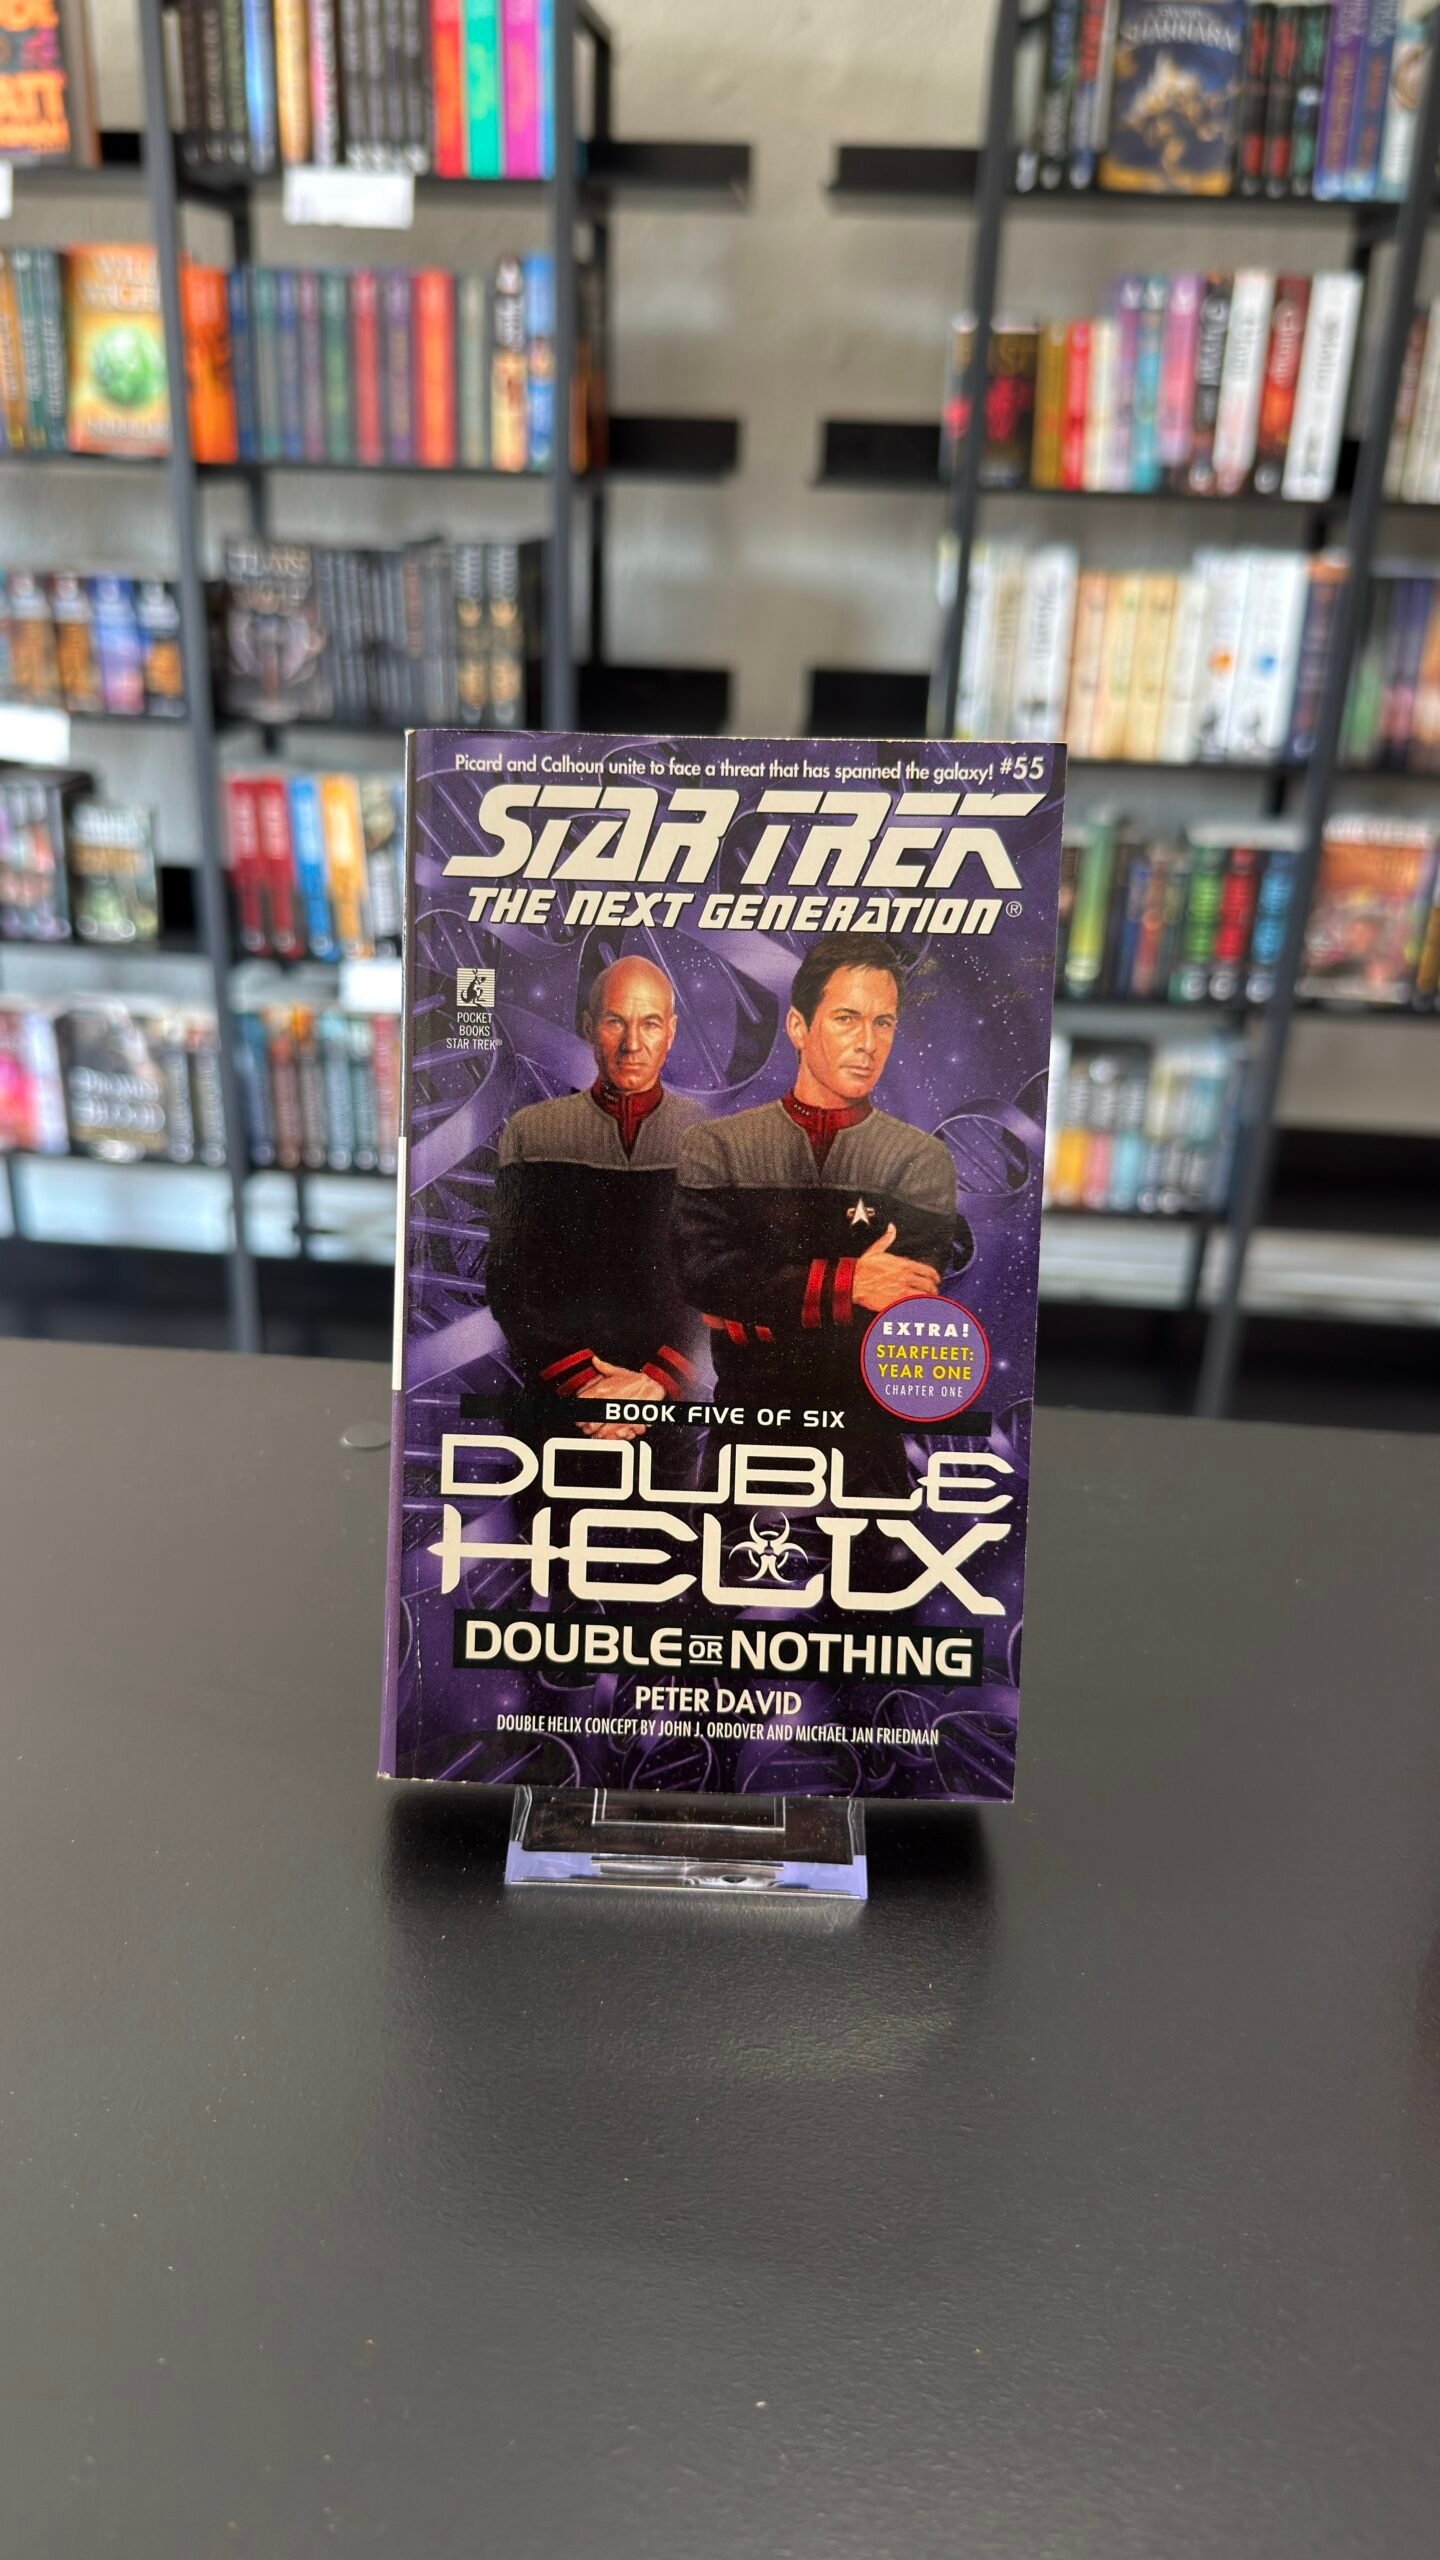 SHANNARA
Picard and Calhoun unite to face a threat that has spanned the galaxy! #55
STAR TREK
THE NEXT GENERATION®
POCKET
BOOKS
STAR TREK®
EXTRA!
STARFLEET:
YEAR ONE
CHAPTER ONE
BOOK FIVE OF SIX
DOUBLE
HELIX
DOUBLE OR NOTHING
PETER DAVID
DOUBLE HELIX CONCEPT BY JOHN J. ORDOVER AND MICHAEL JAN FRIEDMAN